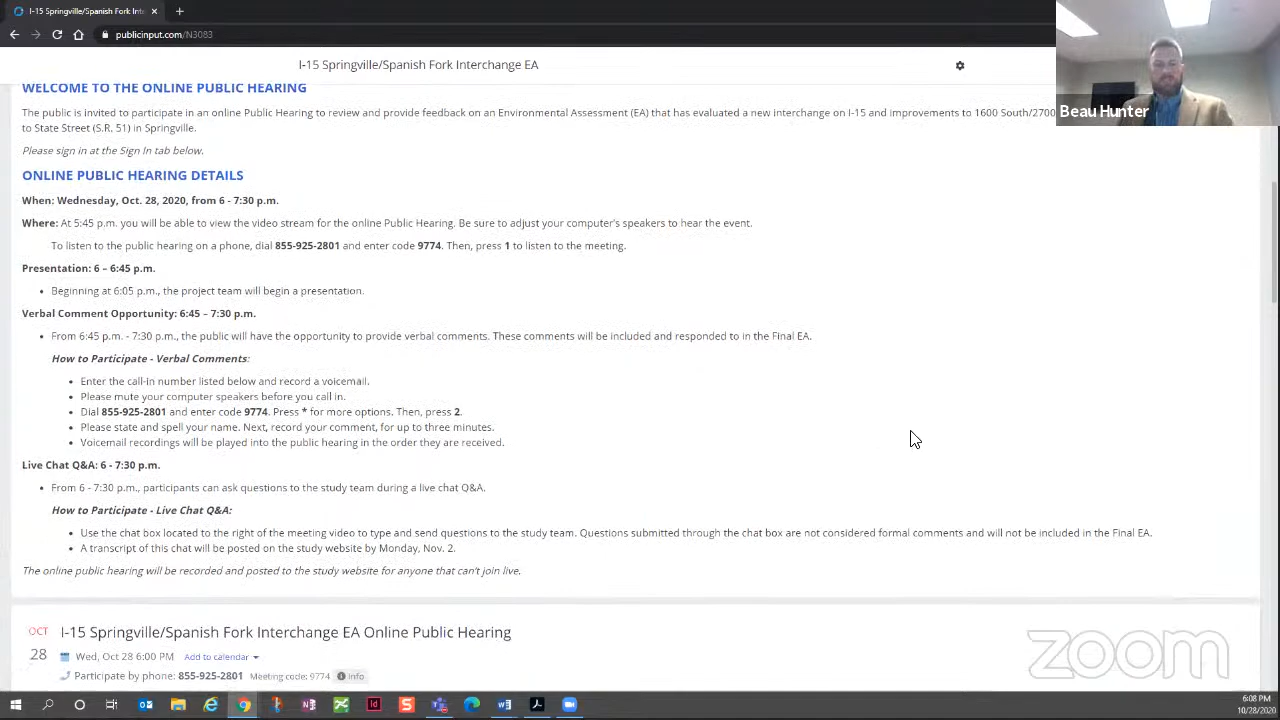 I-15 Springville/Spanish Fork Inte
publicinput.com/N3083
I-15 Springville/Spanish Fork Interchange EA
Beau Hunter
WELCOME TO THE ONLINE PUBLIC HEARING
The public is invited to participate in an online Public Hearing to review and provide feedback on an Environmental Assessment (EA) that has evaluated a new interchange on I-15 and improvements to 1600 South/2700
to State Street (S.R. 51) in Springville.
Please sign in at the Sign In tab below.
ONLINE PUBLIC HEARING DETAILS
When: Wednesday, Oct. 28, 2020, from 6 - 7:30 p.m.
Where: At 5:45 p.m. you will be able to view the video stream for the online Public Hearing. Be sure to adjust your computer's speakers to hear the event.
To listen to the public hearing on a phone, dial 855-925-2801 and enter code 9774. Then, press 1 to listen to the meeting.
Presentation: 6 – 6:45 p.m.
• Beginning at 6:05 p.m., the project team will begin a presentation.
Verbal Comment Opportunity: 6:45 – 7:30 p.m.
• From 6:45 p.m. - 7:30 p.m., the public will have the opportunity to provide verbal comments. These comments will be included and responded to in the Final EA.
How to Participate - Verbal Comments:
• Enter the call-in number listed below and record a voicemail.
• Please mute your computer speakers before you call in.
• Dial 855-925-2801 and enter code 9774. Press * for more options. Then, press 2.
• Please state and spell your name. Next, record your comment, for up to three minutes.
• Voicemail recordings will be played into the public hearing in the order they are received.
Live Chat Q&A: 6 - 7:30 p.m.
• From 6 - 7:30 p.m., participants can ask questions to the study team during a live chat Q&A.
How to Participate - Live Chat Q&A:
• Use the chat box located to the right of the meeting video to type and send questions to the study team. Questions submitted through the chat box are not considered formal comments and will not be included in the Final EA.
• A transcript of this chat will be posted on the study website by Monday, Nov. 2.
The online public hearing will be recorded and posted to the study website for anyone that can't join live.
OCT
28
I-15 Springville/Spanish Fork Interchange EA Online Public Hearing
Wed, Oct 28 6:00 PM Add to calendar
Participate by phone: 855-925-2801 Meeting code: 9774 Info
zoom
6:08 PM
10/28/2020